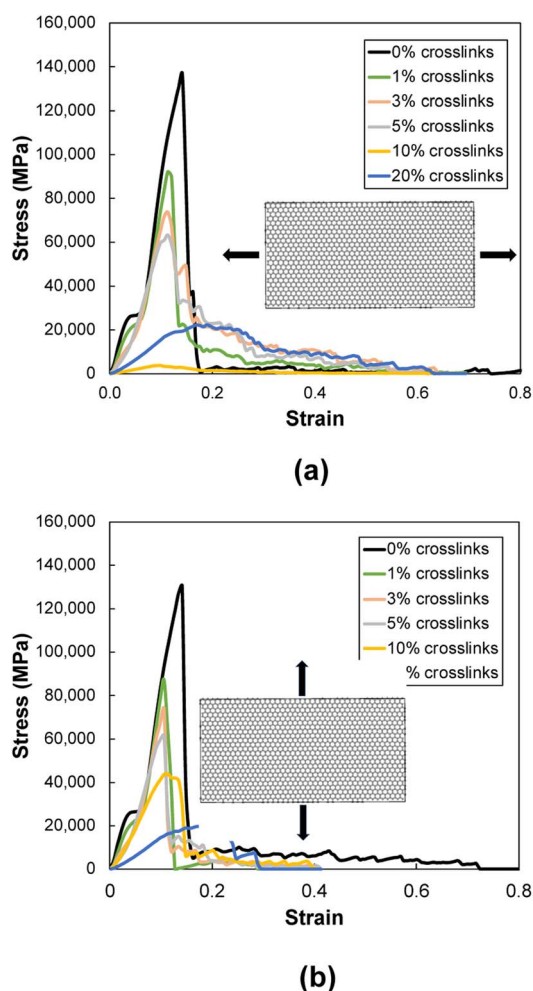 160,000
140,000
120,000
100,000
80,000
60,000
40,000
20,000
0
Stress (MPa)
0% crosslinks
1% crosslinks
3% crosslinks
5% crosslinks
10% crosslinks
20% crosslinks
0.0 0.2 0.4 0.6 0.8
Strain
(a)
160,000
140,000
120,000
100,000
80,000
60,000
40,000
20,000
0
Stress (MPa)
0% crosslinks
1% crosslinks
3% crosslinks
5% crosslinks
10% crosslinks
% crosslinks
0.0 0.2 0.4 0.6 0.8
Strain
(b)